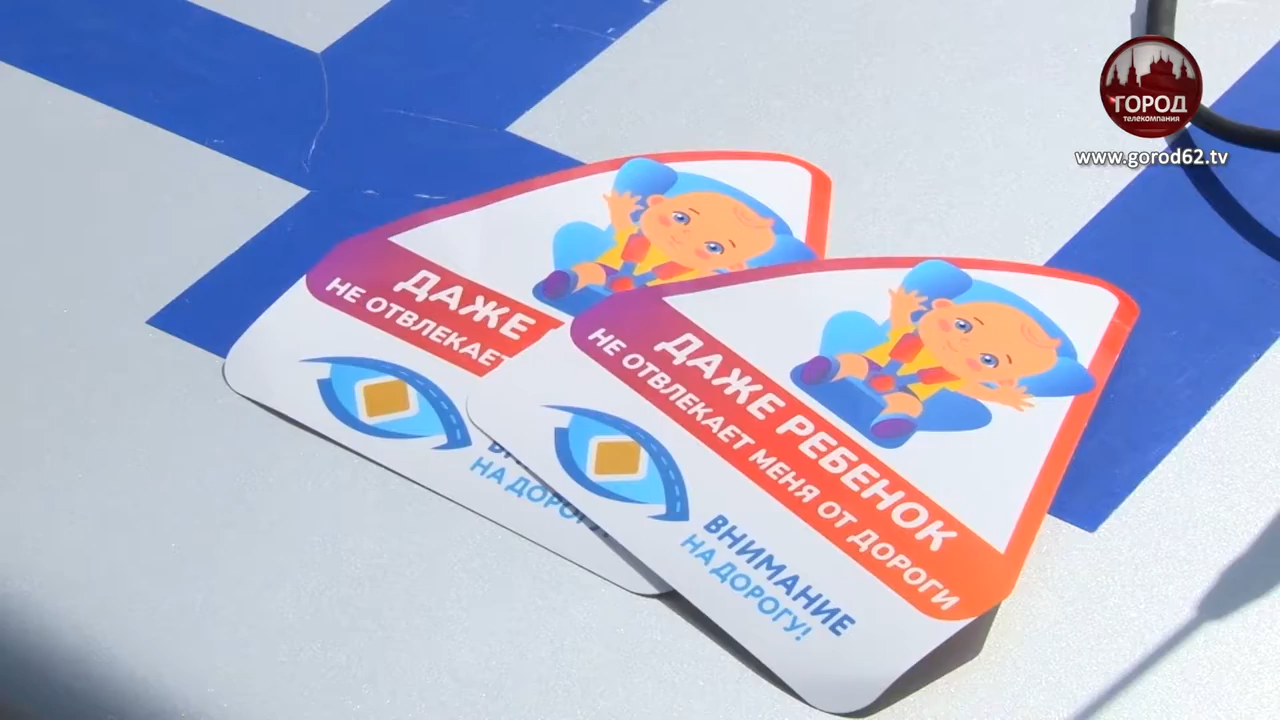 ГОРОД
телекомпания
www.gorod62.tv
ДАЖЕ
НЕ ОТВЛЕКАЕТ
НА ДОРОГУ
ДАЖЕ РЕБЕНОК
НЕ ОТВЛЕКАЕТ МЕНЯ ОТ ДОРОГИ
ВНИМАНИЕ
НА ДОРОГУ!